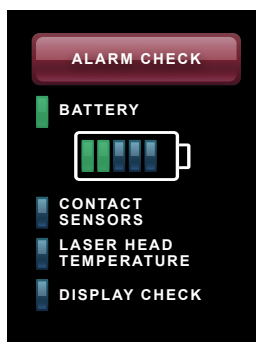 ALARM CHECK
BATTERY
CONTACT
SENSORS
LASER HEAD
TEMPERATURE
DISPLAY CHECK